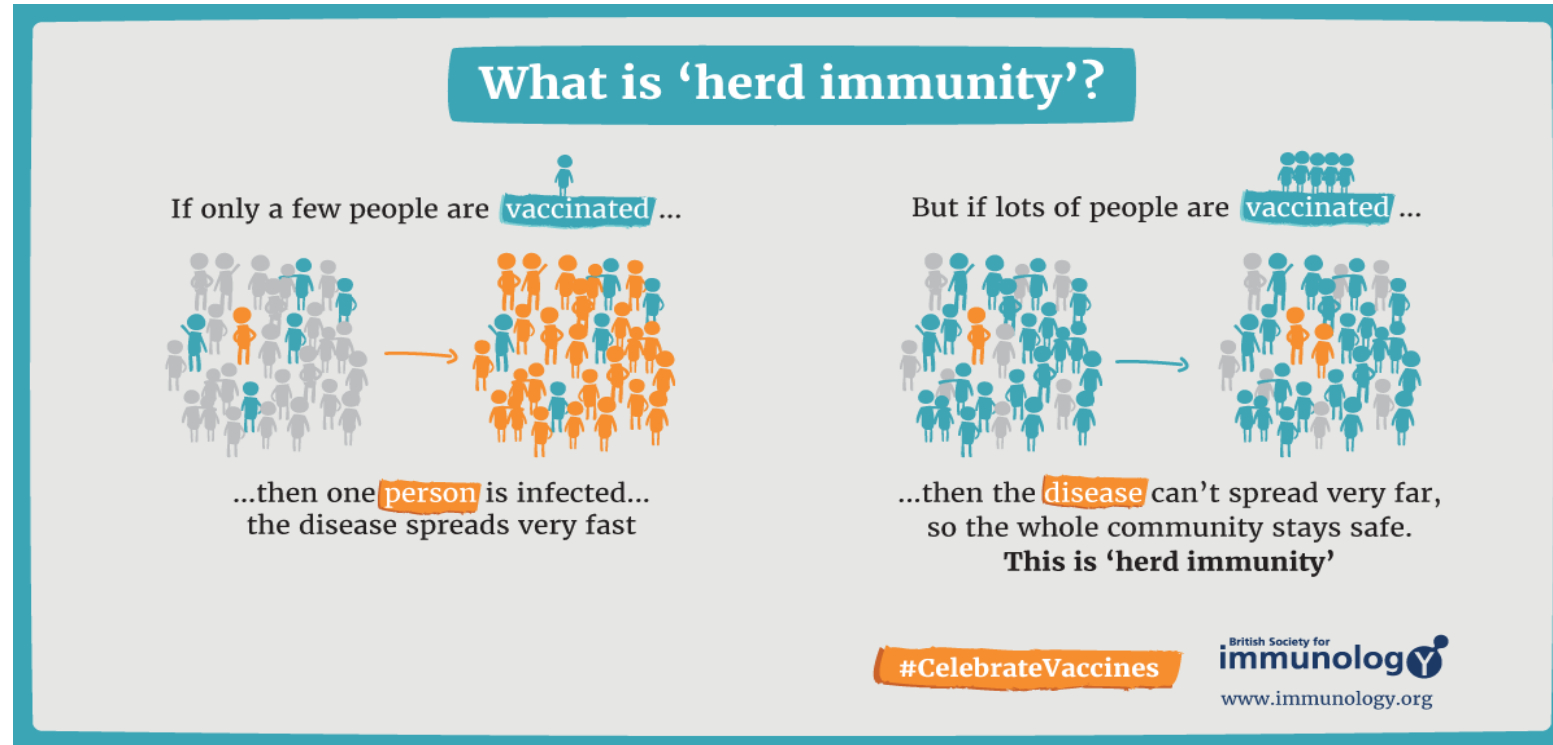 What is ‘herd immunity’?
If only a few people are vaccinated ...
...then one person is infected...
the disease spreads very fast
But if lots of people are vaccinated ...
...then the disease can’t spread very far,
so the whole community stays safe.
This is ‘herd immunity’
#CelebrateVaccines
British Society for
immunology
www.immunology.org